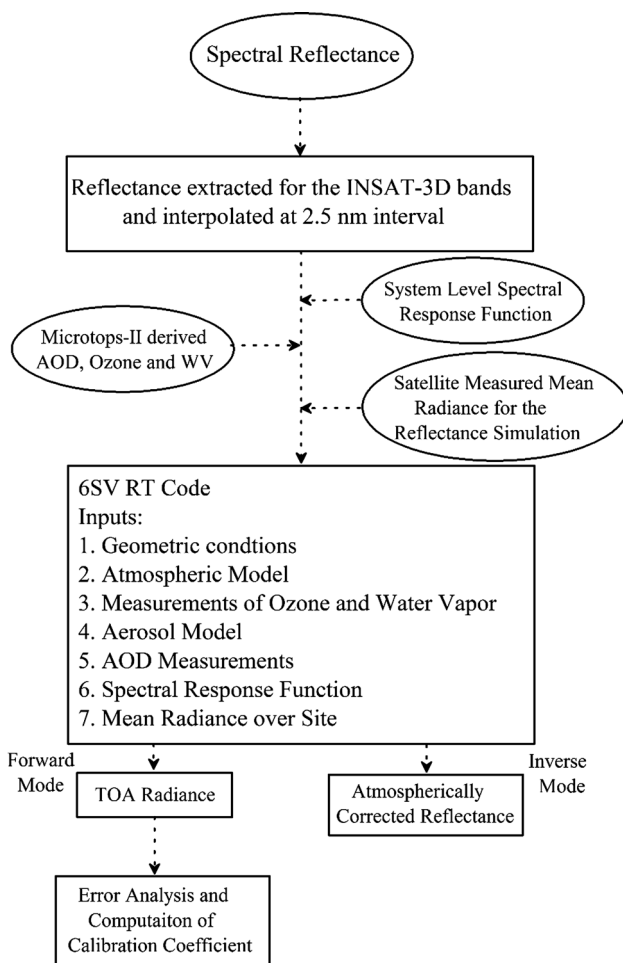 Spectral Reflectance
Reflectance extracted for the INSAT-3D bands
and interpolated at 2.5 nm interval
System Level Spectral
Response Function
Microtops-II derived
AOD, Ozone and WV
Satellite Measured Mean
Radiance for the
Reflectance Simulation
6SV RT Code
Inputs:
1. Geometric condtions
2. Atmospheric Model
3. Measurements of Ozone and Water Vapor
4. Aerosol Model
5. AOD Measurements
6. Spectral Response Function
7. Mean Radiance over Site
Forward
Mode
Inverse
Mode
TOA Radiance
Atmospherically
Corrected Reflectance
Error Analysis and
Computaiton of
Calibration Coefficient